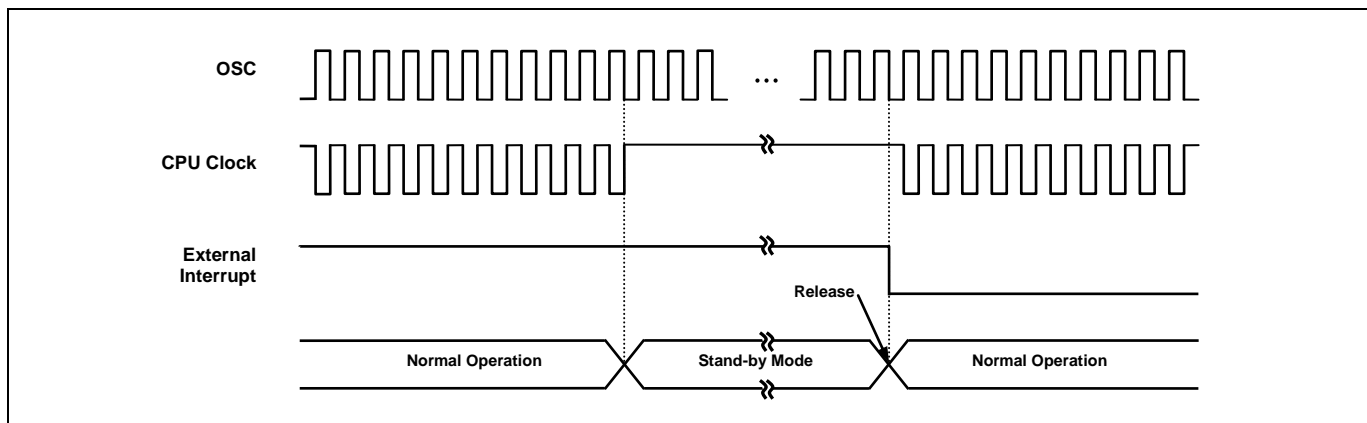 OSC
...
CPU Clock
External
Interrupt
Release
Normal Operation
Stand-by Mode
Normal Operation